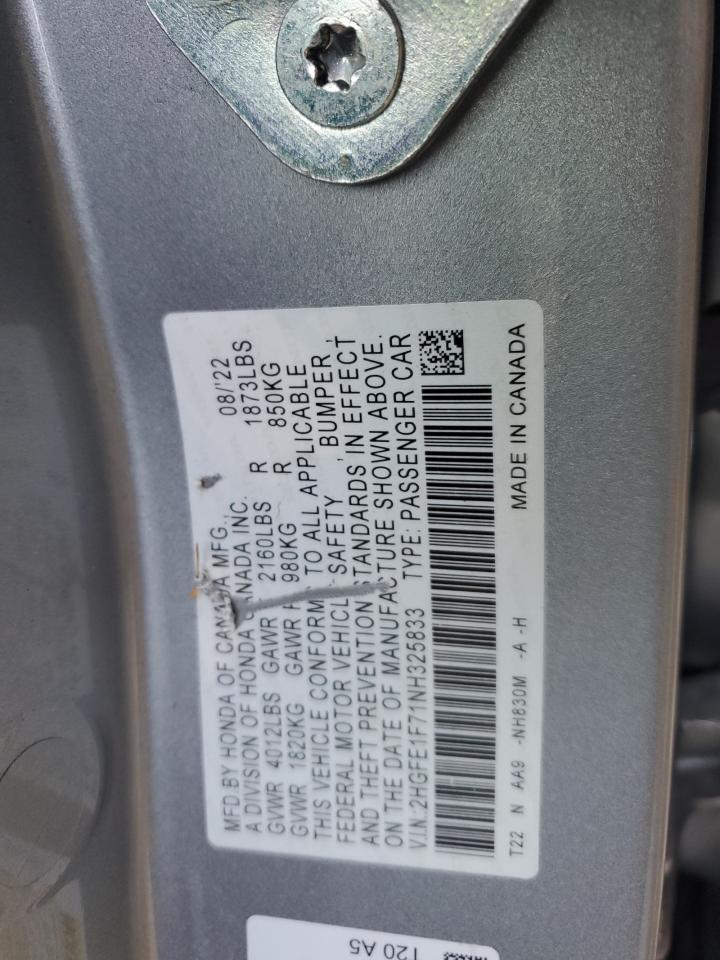 MFD.BY HONDA OF CANADA MFG., 08/'22
A DIVISION OF HONDA CANADA INC.
GVWR 4012LBS GAWR F 2160LBS R 1873LBS
GVWR 1820KG GAWR F 980KG R 850KG
THIS VEHICLE CONFORMS TO ALL APPLICABLE
FEDERAL MOTOR VEHICLE SAFETY, BUMPER,
AND THEFT PREVENTION STANDARDS IN EFFECT
ON THE DATE OF MANUFACTURE SHOWN ABOVE.
V.I.N.:2HGFE1F71NH325833 TYPE: PASSENGER CAR
T22 N AA9 -NH830M -A -H MADE IN CANADA
T20 A5